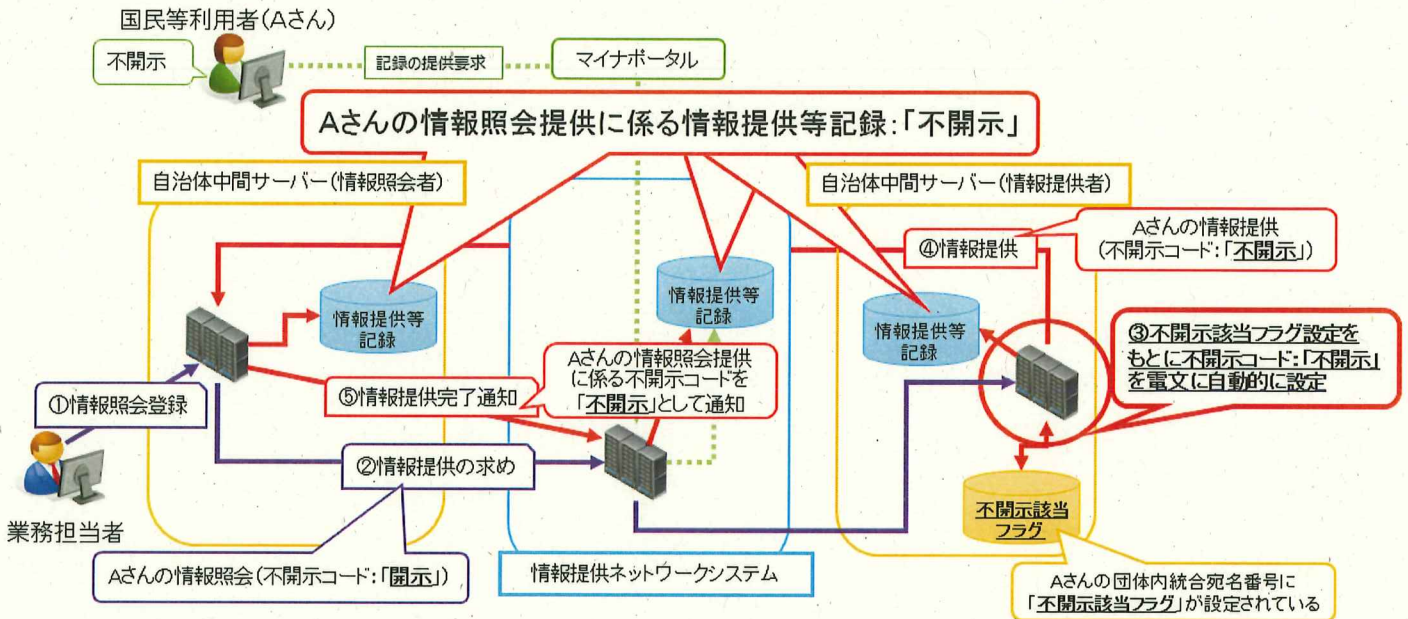 国民等利用者(Aさん)
不開示
記録の提供要求
マイナポータル
Aさんの情報照会提供に係る情報提供等記録:「不開示」
自治体中間サーバー(情報照会者)
自治体中間サーバー(情報提供者)
④情報提供
Aさんの情報提供
(不開示コード:「不開示」)
情報提供等
記録
情報提供等
記録
情報提供等
記録
③不開示該当フラグ設定を
もとに不開示コード:「不開示」
を電文に自動的に設定
Aさんの情報照会提供
に係る不開示コードを
「不開示」として通知
①情報照会登録
⑤情報提供完了通知
②情報提供の求め
業務担当者
不開示該当
フラグ
Aさんの情報照会(不開示コード:「開示」)
情報提供ネットワークシステム
Aさんの団体内統合宛名番号に
「不開示該当フラグ」が設定されている